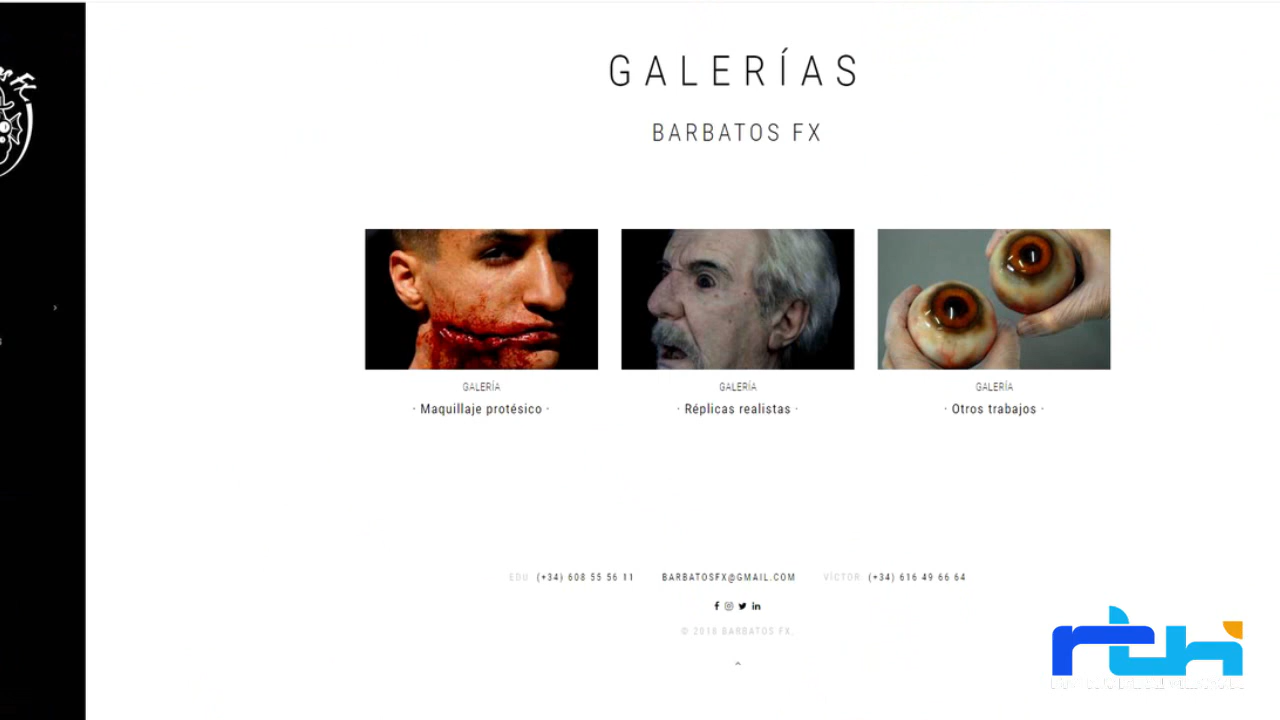 GALERÍAS
BARBATOS FX
GALERÍA
· Maquillaje protésico ·
GALERÍA
· Réplicas realistas ·
GALERÍA
· Otros trabajos ·
EDU (+34) 608 55 56 11 BARBATOSFX@GMAIL.COM VÍCTOR (+34) 616 49 66 64
© 2018 BARBATOS FX.
rtvi